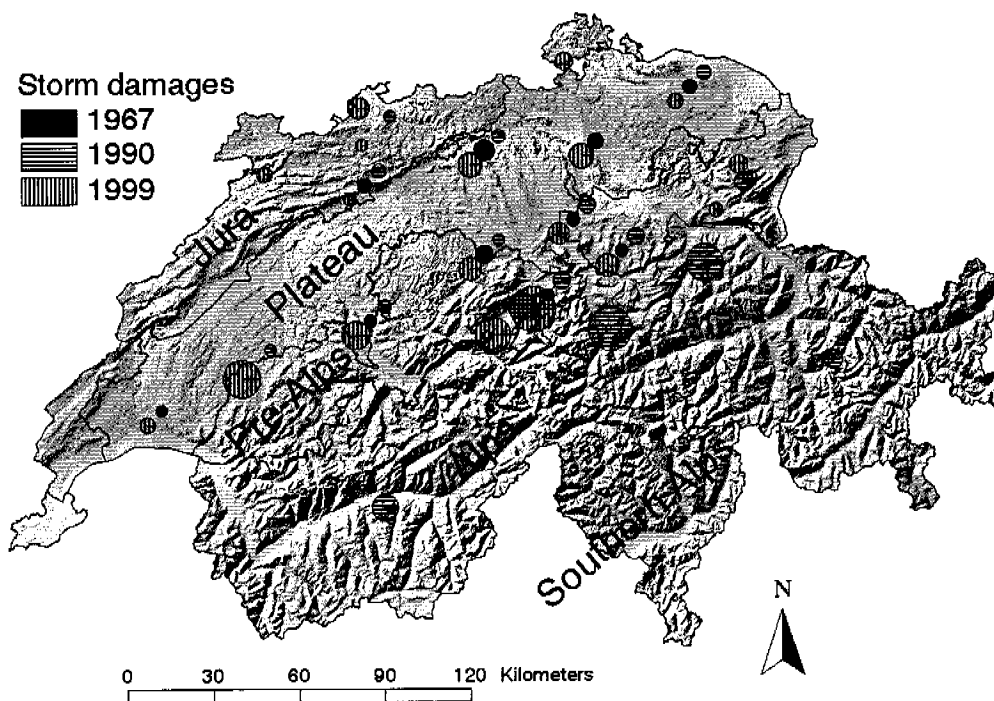 Storm damages
1967
1990
1999
Jura
Plateau
Pre-Alps
Alps
Southern Alps
N
0 30 60 90 120 Kilometers